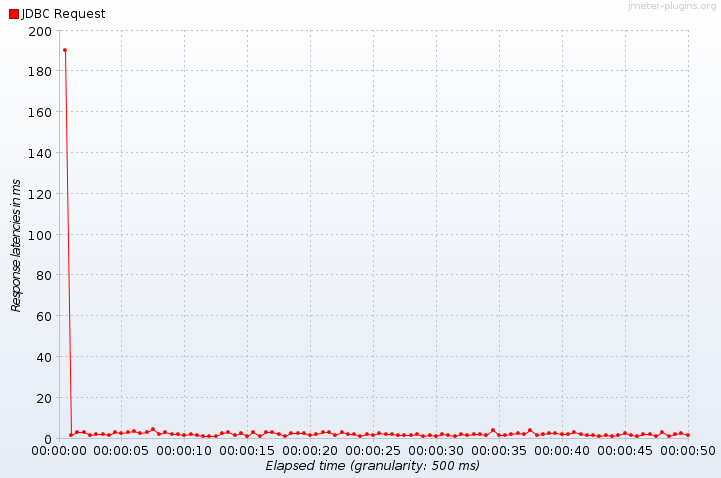 jmeter-plugins.org
JDBC Request
200
180
160
140
120
100
80
60
40
20
0
Response latencies in ms
00:00:00 00:00:05 00:00:10 00:00:15 00:00:20 00:00:25 00:00:30 00:00:35 00:00:40 00:00:45 00:00:50
Elapsed time (granularity: 500 ms)